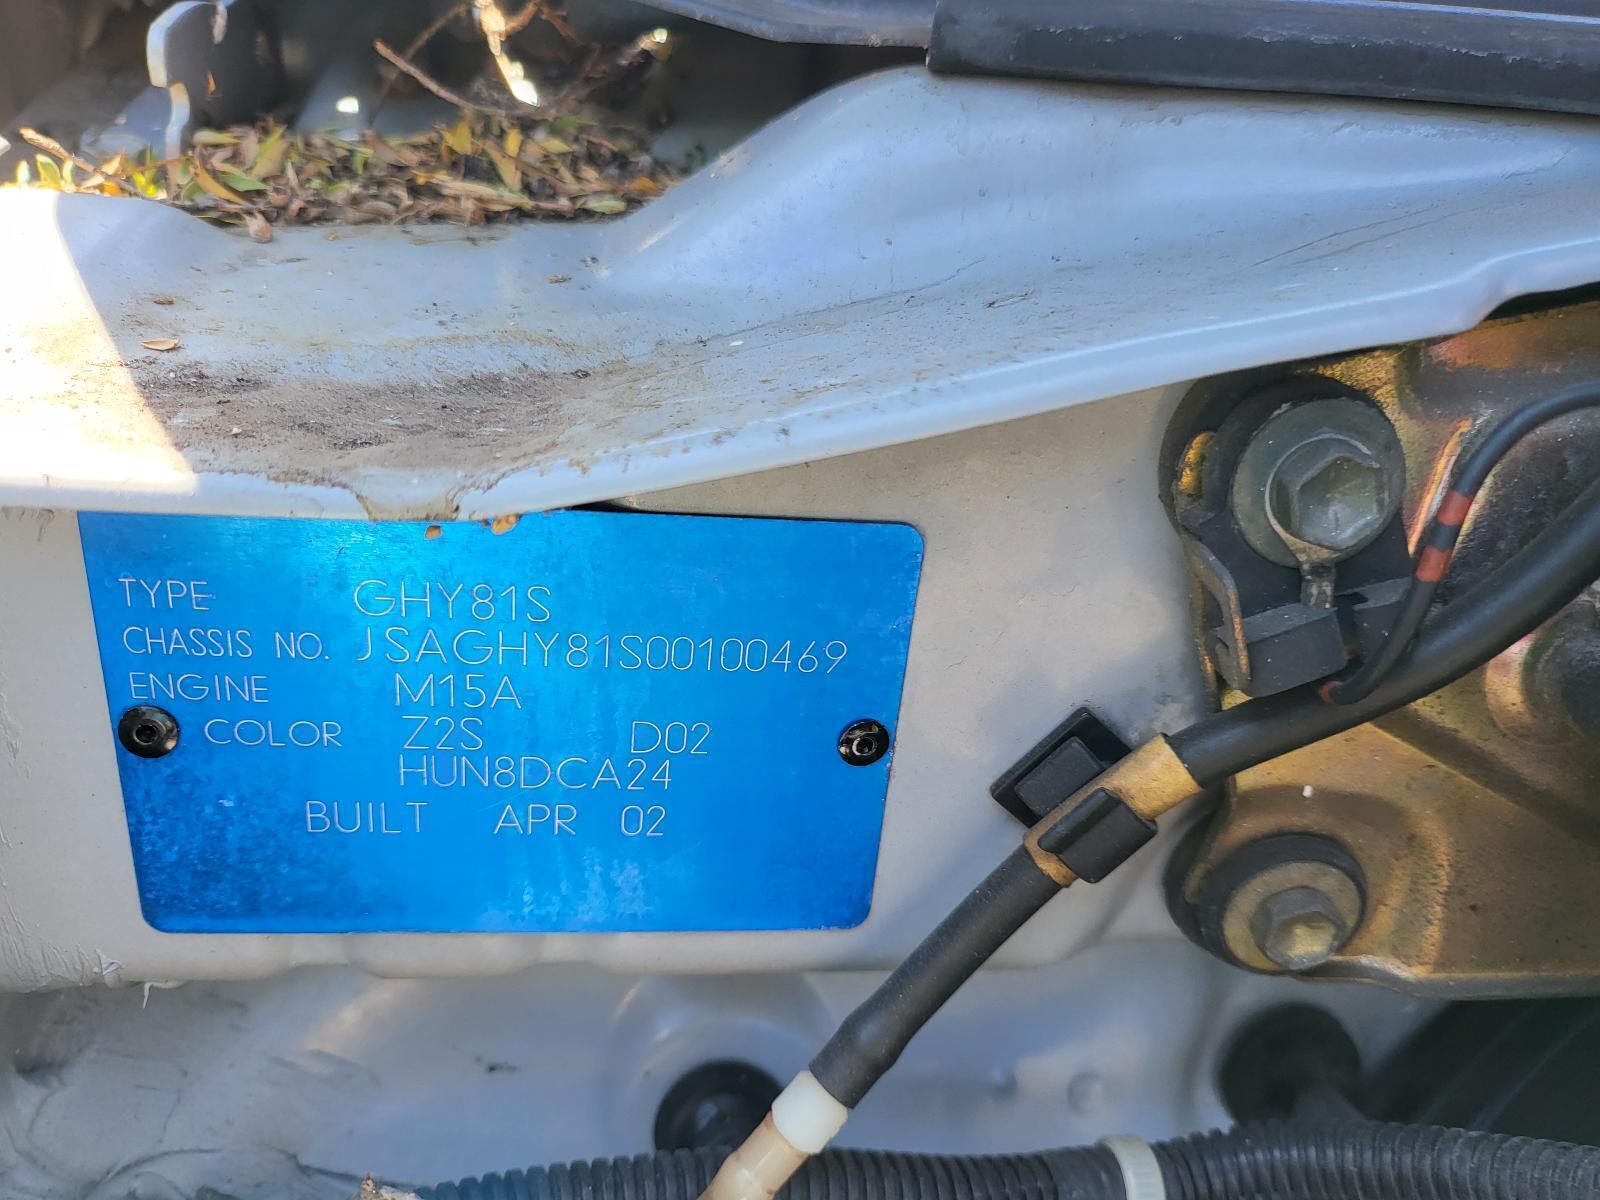 TYPE GHY81S
CHASSIS NO. JSAGHY81S00100469
ENGINE M15A
COLOR Z2S D02
HUN8DCA24
BUILT APR 02